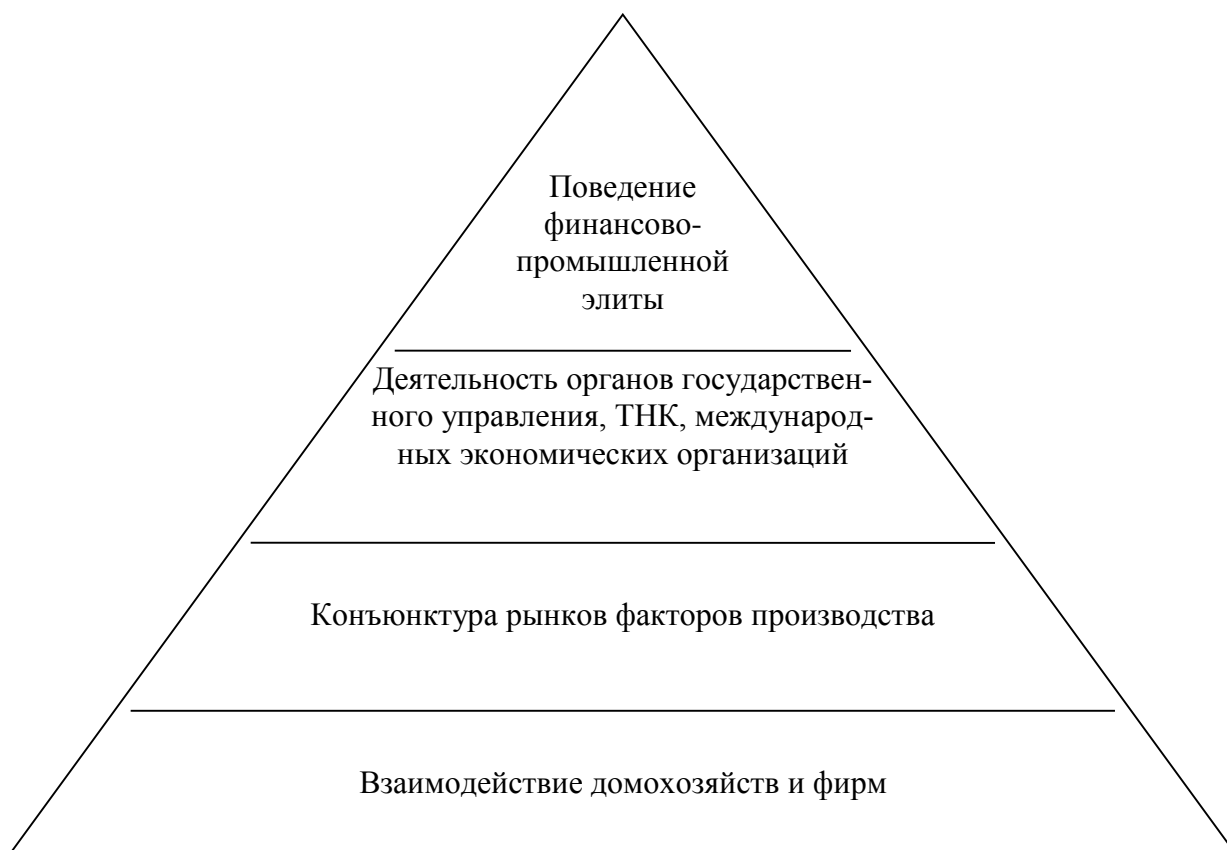 Поведение
финансово-
промышленной
элиты
Деятельность органов государствен-
ного управления, ТНК, международ-
ных экономических организаций
Конъюнктура рынков факторов производства
Взаимодействие домохозяйств и фирм